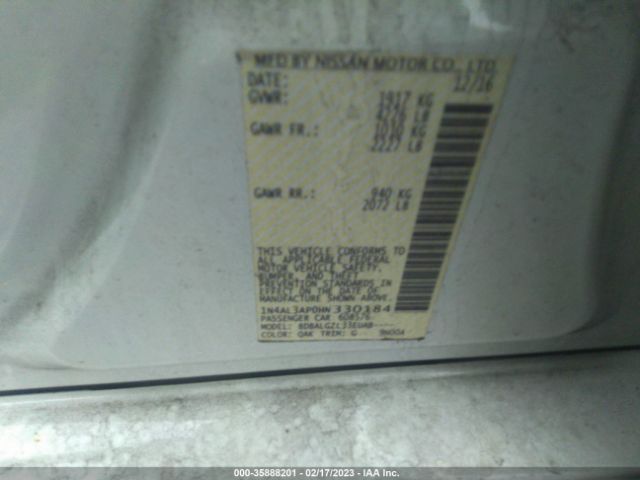 MFD BY NISSAN MOTOR CO., LTD.
DATE: 12/16
GVWR: 1917 KG
4226 LB
GAWR FR.: 1010 KG
2227 LB
GAWR RR.: 940 KG
2072 LB
THIS VEHICLE CONFORMS TO
ALL APPLICABLE FEDERAL
MOTOR VEHICLE SAFETY,
BUMPER, AND THEFT
PREVENTION STANDARDS IN
EFFECT ON THE DATE OF
MANUFACTURE SHOWN ABOVE.
1N4AL3AP0HN330184
PASSENGER CAR
MODEL:
COLOR: QAK TRIM: G
000-35888201 - 02/17/2023 - IAA Inc.